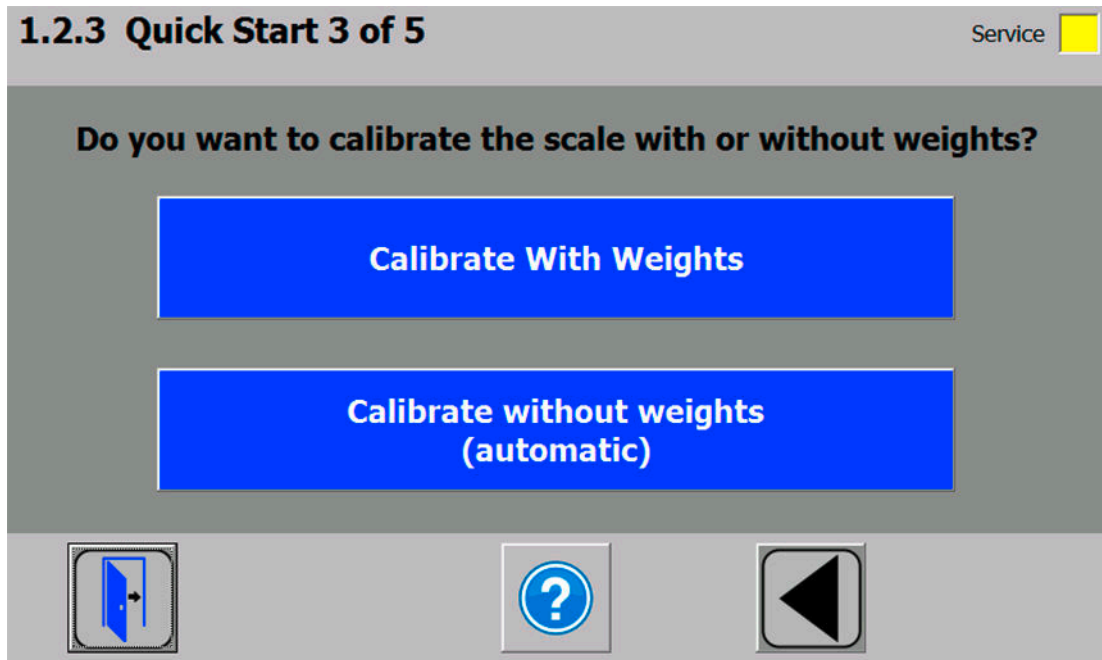 1.2.3 Quick Start 3 of 5
Service
Do you want to calibrate the scale with or without weights?
Calibrate With Weights
Calibrate without weights
(automatic)
?